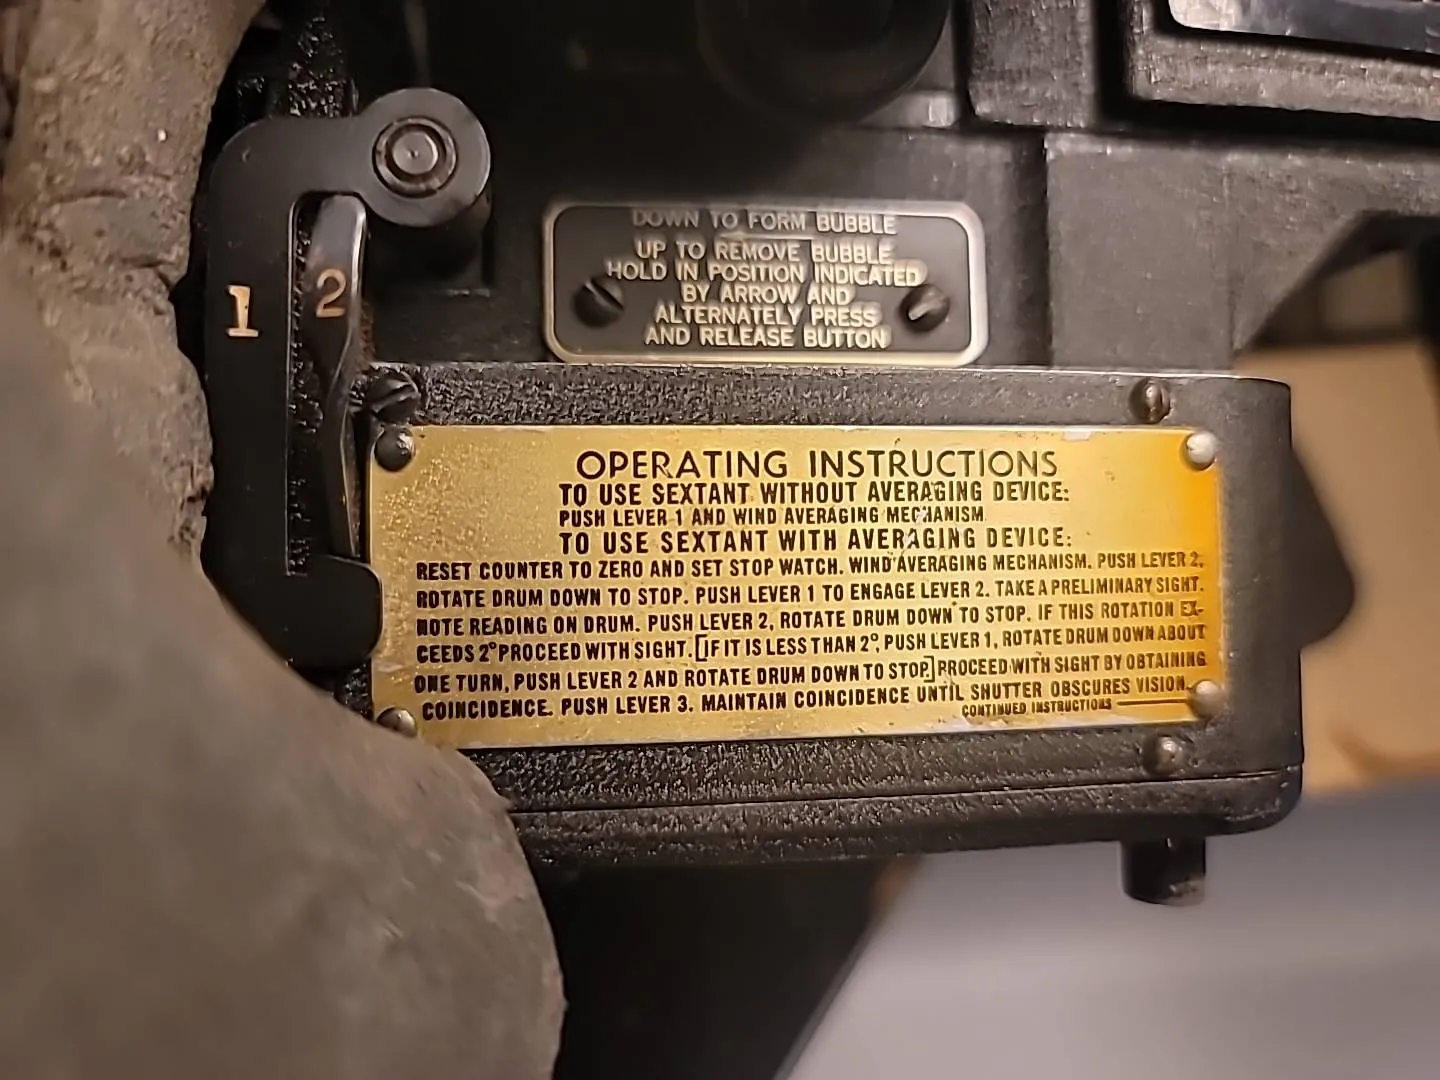 DOWN TO FORM BUBBLE
UP TO REMOVE BUBBLE
HOLD IN POSITION INDICATED
BY ARROW AND
ALTERNATELY PRESS
AND RELEASE BUTTON
1
2
OPERATING INSTRUCTIONS
TO USE SEXTANT WITHOUT AVERAGING DEVICE:
PUSH LEVER 1 AND WIND AVERAGING MECHANISM.
TO USE SEXTANT WITH AVERAGING DEVICE:
RESET COUNTER TO ZERO AND SET STOP WATCH. WIND AVERAGING MECHANISM. PUSH LEVER 2,
ROTATE DRUM DOWN TO STOP. PUSH LEVER 1 TO ENGAGE LEVER 2. TAKE A PRELIMINARY SIGHT.
NOTE READING ON DRUM. PUSH LEVER 2, ROTATE DRUM DOWN TO STOP. IF THIS ROTATION EX-
CEEDS 2° PROCEED WITH SIGHT. [IF IT IS LESS THAN 2°, PUSH LEVER 1, ROTATE DRUM DOWN ABOUT
ONE TURN, PUSH LEVER 2 AND ROTATE DRUM DOWN TO STOP.] PROCEED WITH SIGHT BY OBTAINING
COINCIDENCE. PUSH LEVER 3. MAINTAIN COINCIDENCE UNTIL SHUTTER OBSCURES VISION.
CONTINUED INSTRUCTIONS